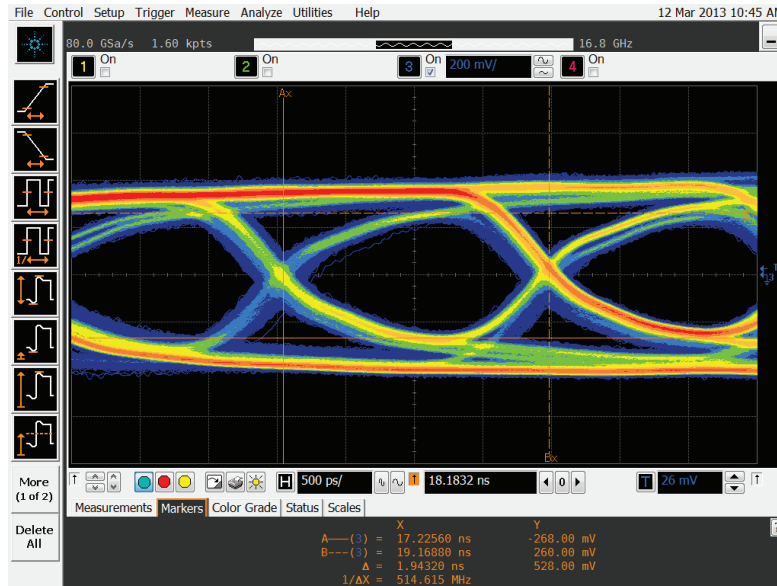 File Control Setup Trigger Measure Analyze Utilities Help 12 Mar 2013 10:45 AM
80.0 GSa/s 1.60 kpts 16.8 GHz
1 On 2 On 3 On 200 mV/ 4 On
Ax
1/
Bx
More
(1 of 2)
Delete
All
H 500 ps/ 18.1832 ns 0 T 26 mV
Measurements Markers Color Grade Status Scales
X Y
A———(3) = 17.22560 ns -268.00 mV
B---(3) = 19.16880 ns 260.00 mV
Δ = 1.94320 ns 528.00 mV
1/ΔX = 514.615 MHz